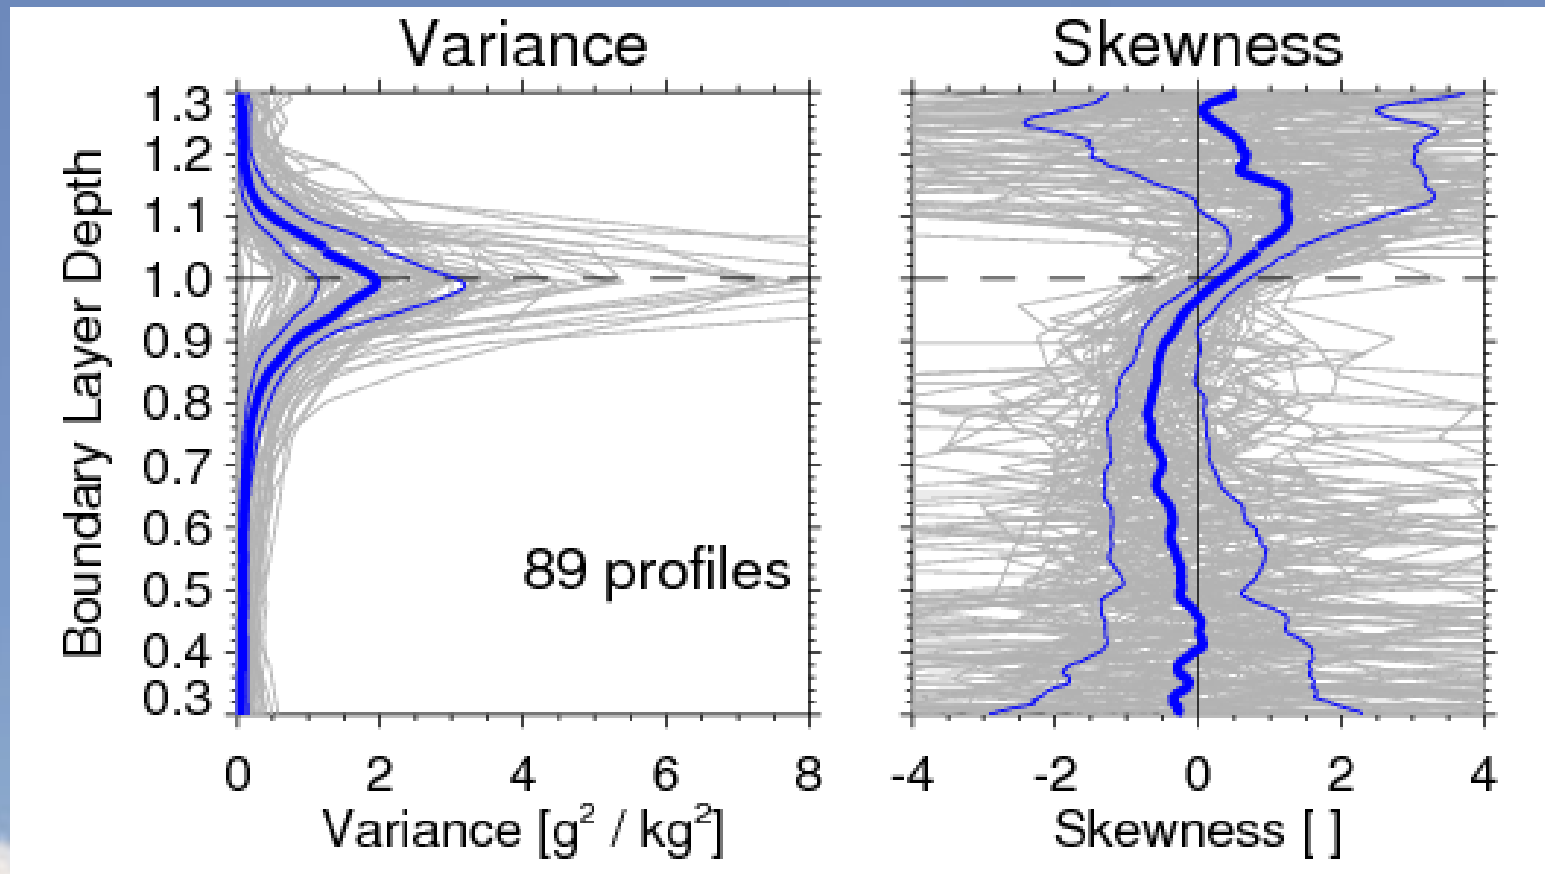 Variance
Skewness
Boundary Layer Depth
1.3
1.2
1.1
1.0
0.9
0.8
0.7
0.6
0.5
0.4
0.3
89 profiles
0 2 4 6 8
-4 -2 0 2 4
Variance [g² / kg²]
Skewness [ ]